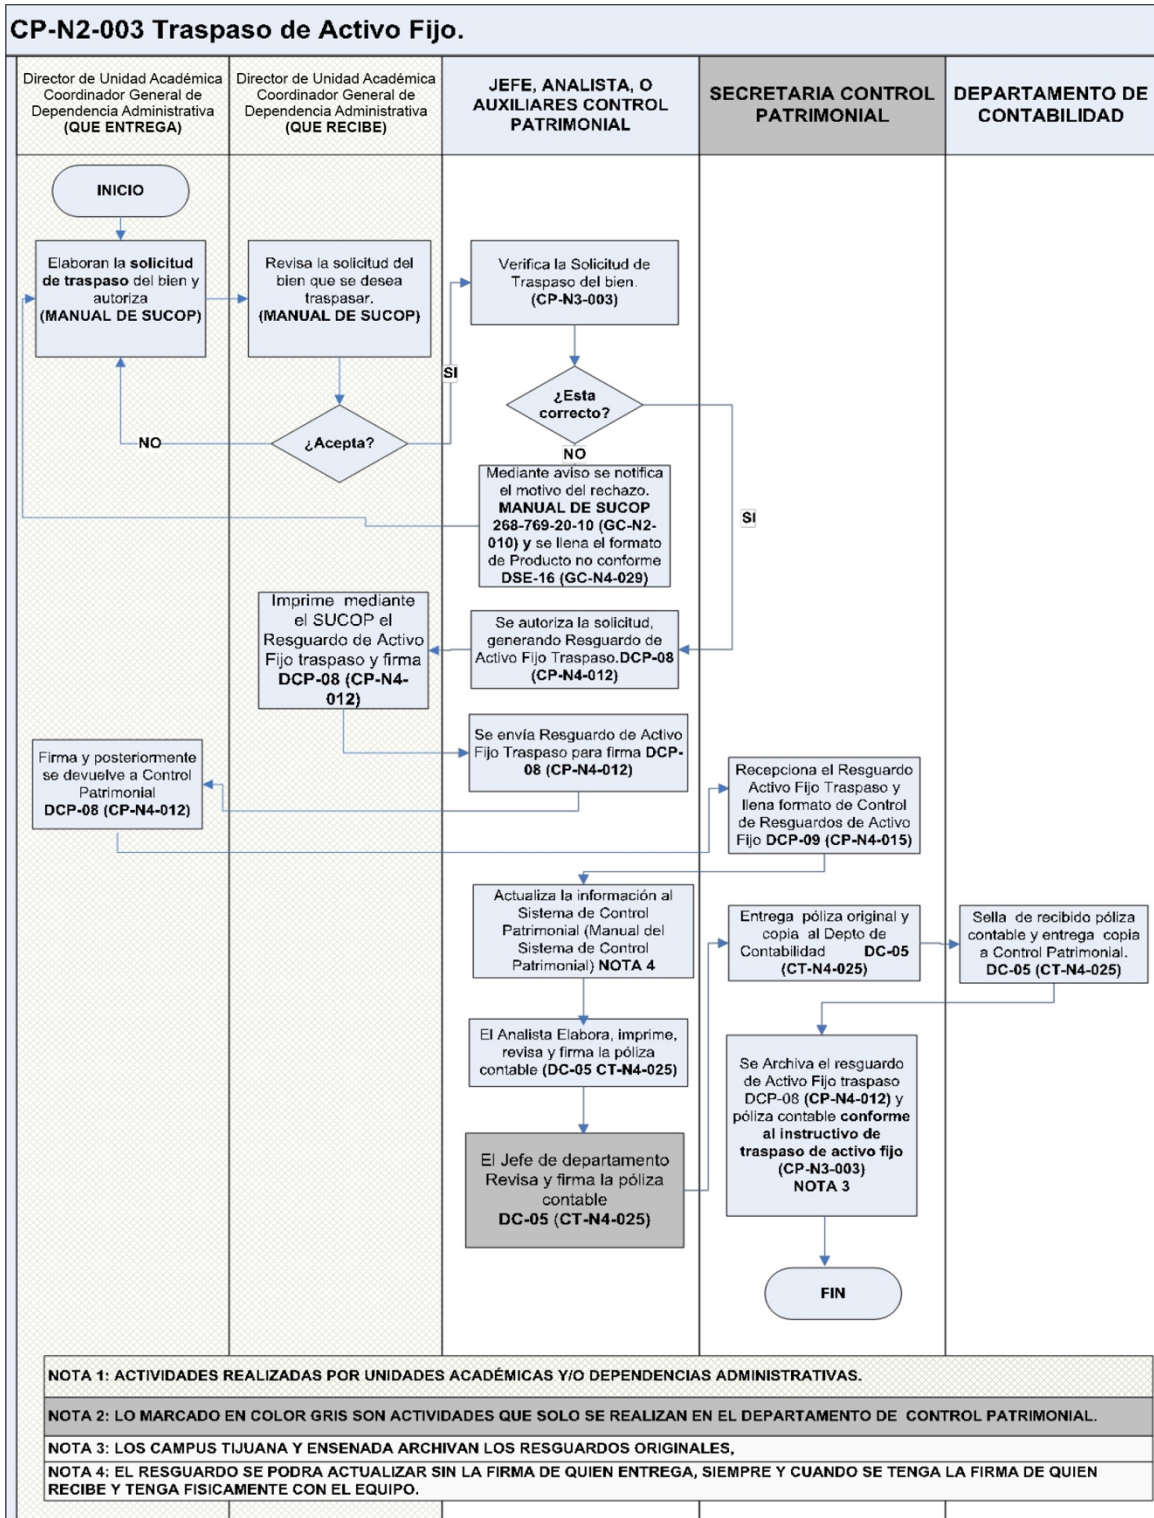 CP-N2-003 Traspaso de Activo Fijo.
Director de Unidad Académica
Coordinador General de
Dependencia Administrativa
(QUE ENTREGA)
Director de Unidad Académica
Coordinador General de
Dependencia Administrativa
(QUE RECIBE)
JEFE, ANALISTA, O
AUXILIARES CONTROL
PATRIMONIAL
SECRETARIA CONTROL
PATRIMONIAL
DEPARTAMENTO DE
CONTABILIDAD
INICIO
Elaboran la solicitud
de traspaso del bien y
autoriza
(MANUAL DE SUCOP)
Revisa la solicitud del
bien que se desea
traspasar.
(MANUAL DE SUCOP)
Verifica la Solicitud de
Traspaso del bien.
(CP-N3-003)
SI
¿Esta
correcto?
¿Acepta?
NO
NO
Mediante aviso se notifica
el motivo del rechazo.
MANUAL DE SUCOP
268-769-20-10 (GC-N2-
010) y se llena el formato
de Producto no conforme
DSE-16 (GC-N4-029)
SI
Imprime mediante
el SUCOP el
Resguardo de Activo
Fijo traspaso y firma
DCP-08 (CP-N4-
012)
Se autoriza la solicitud,
generando Resguardo de
Activo Fijo Traspaso.DCP-08
(CP-N4-012)
Se envía Resguardo de Activo
Fijo Traspaso para firma DCP-
08 (CP-N4-012)
Firma y posteriormente
se devuelve a Control
Patrimonial
DCP-08 (CP-N4-012)
Recepciona el Resguardo
Activo Fijo Traspaso y
llena formato de Control
de Resguardos de Activo
Fijo DCP-09 (CP-N4-015)
Actualiza la información al
Sistema de Control
Patrimonial (Manual del
Sistema de Control
Patrimonial) NOTA 4
Entrega póliza original y
copia al Depto de
Contabilidad DC-05
(CT-N4-025)
Sella de recibido póliza
contable y entrega copia
a Control Patrimonial.
DC-05 (CT-N4-025)
El Analista Elabora, imprime,
revisa y firma la póliza
contable (DC-05 CT-N4-025)
Se Archiva el resguardo
de Activo Fijo traspaso
DCP-08 (CP-N4-012) y
póliza contable conforme
al instructivo de
traspaso de activo fijo
(CP-N3-003)
NOTA 3
El Jefe de departamento
Revisa y firma la póliza
contable
DC-05 (CT-N4-025)
FIN
NOTA 1: ACTIVIDADES REALIZADAS POR UNIDADES ACADÉMICAS Y/O DEPENDENCIAS ADMINISTRATIVAS.
NOTA 2: LO MARCADO EN COLOR GRIS SON ACTIVIDADES QUE SOLO SE REALIZAN EN EL DEPARTAMENTO DE CONTROL PATRIMONIAL.
NOTA 3: LOS CAMPUS TIJUANA Y ENSENADA ARCHIVAN LOS RESGUARDOS ORIGINALES,
NOTA 4: EL RESGUARDO SE PODRA ACTUALIZAR SIN LA FIRMA DE QUIEN ENTREGA, SIEMPRE Y CUANDO SE TENGA LA FIRMA DE QUIEN
RECIBE Y TENGA FISICAMENTE CON EL EQUIPO.